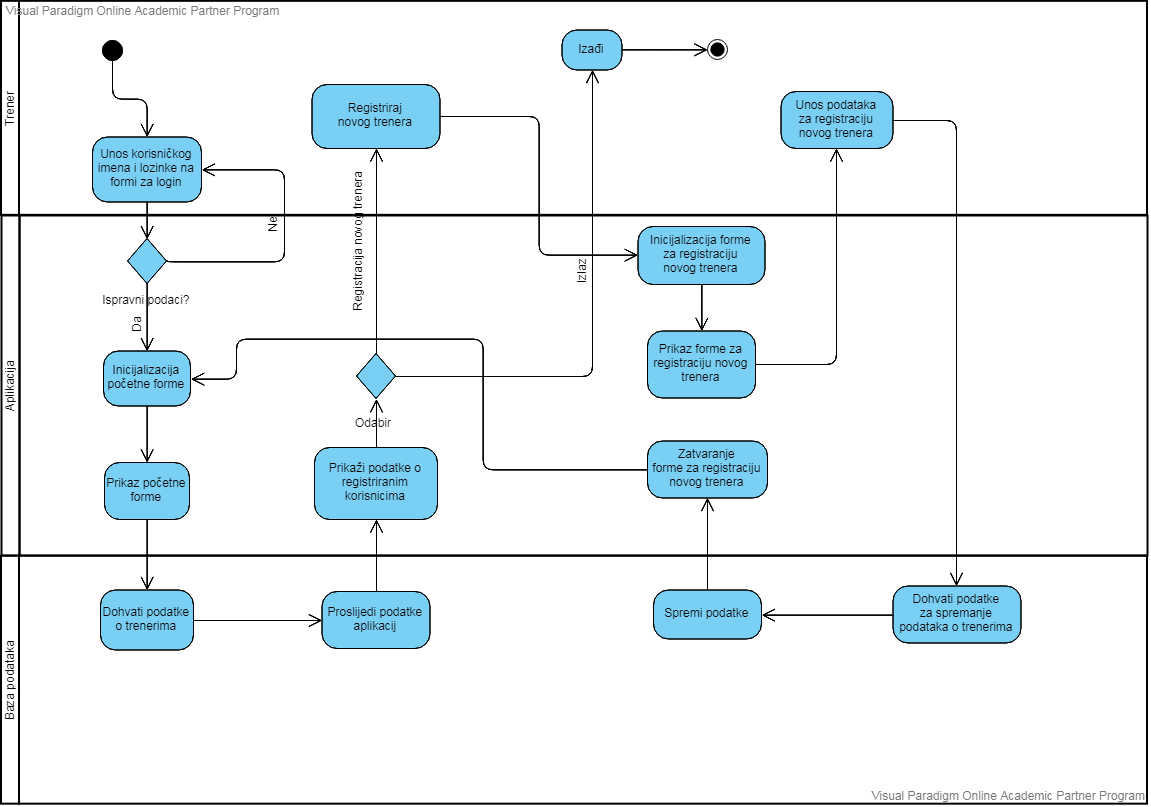 Visual Paradigm Online Academic Partner Program
Trener
Izađi
Registriraj
novog trenera
Unos podataka
za registraciju
novog trenera
Unos korisničkog
imena i lozinke na
formi za login
Ne
Registracija novog trenera
Izlaz
Aplikacija
Inicijalizacija forme
za registraciju
novog trenera
Ispravni podaci?
Da
Inicijalizacija
početne forme
Prikaz forme za
registraciju novog
trenera
Odabir
Prikaz početne
forme
Prikaži podatke o
registriranim
korisnicima
Zatvaranje
forme za registraciju
novog trenera
Baza podataka
Dohvati podatke
o trenerima
Proslijedi podatke
aplikacij
Spremi podatke
Dohvati podatke
za spremanje
podataka o trenerima
Visual Paradigm Online Academic Partner Program